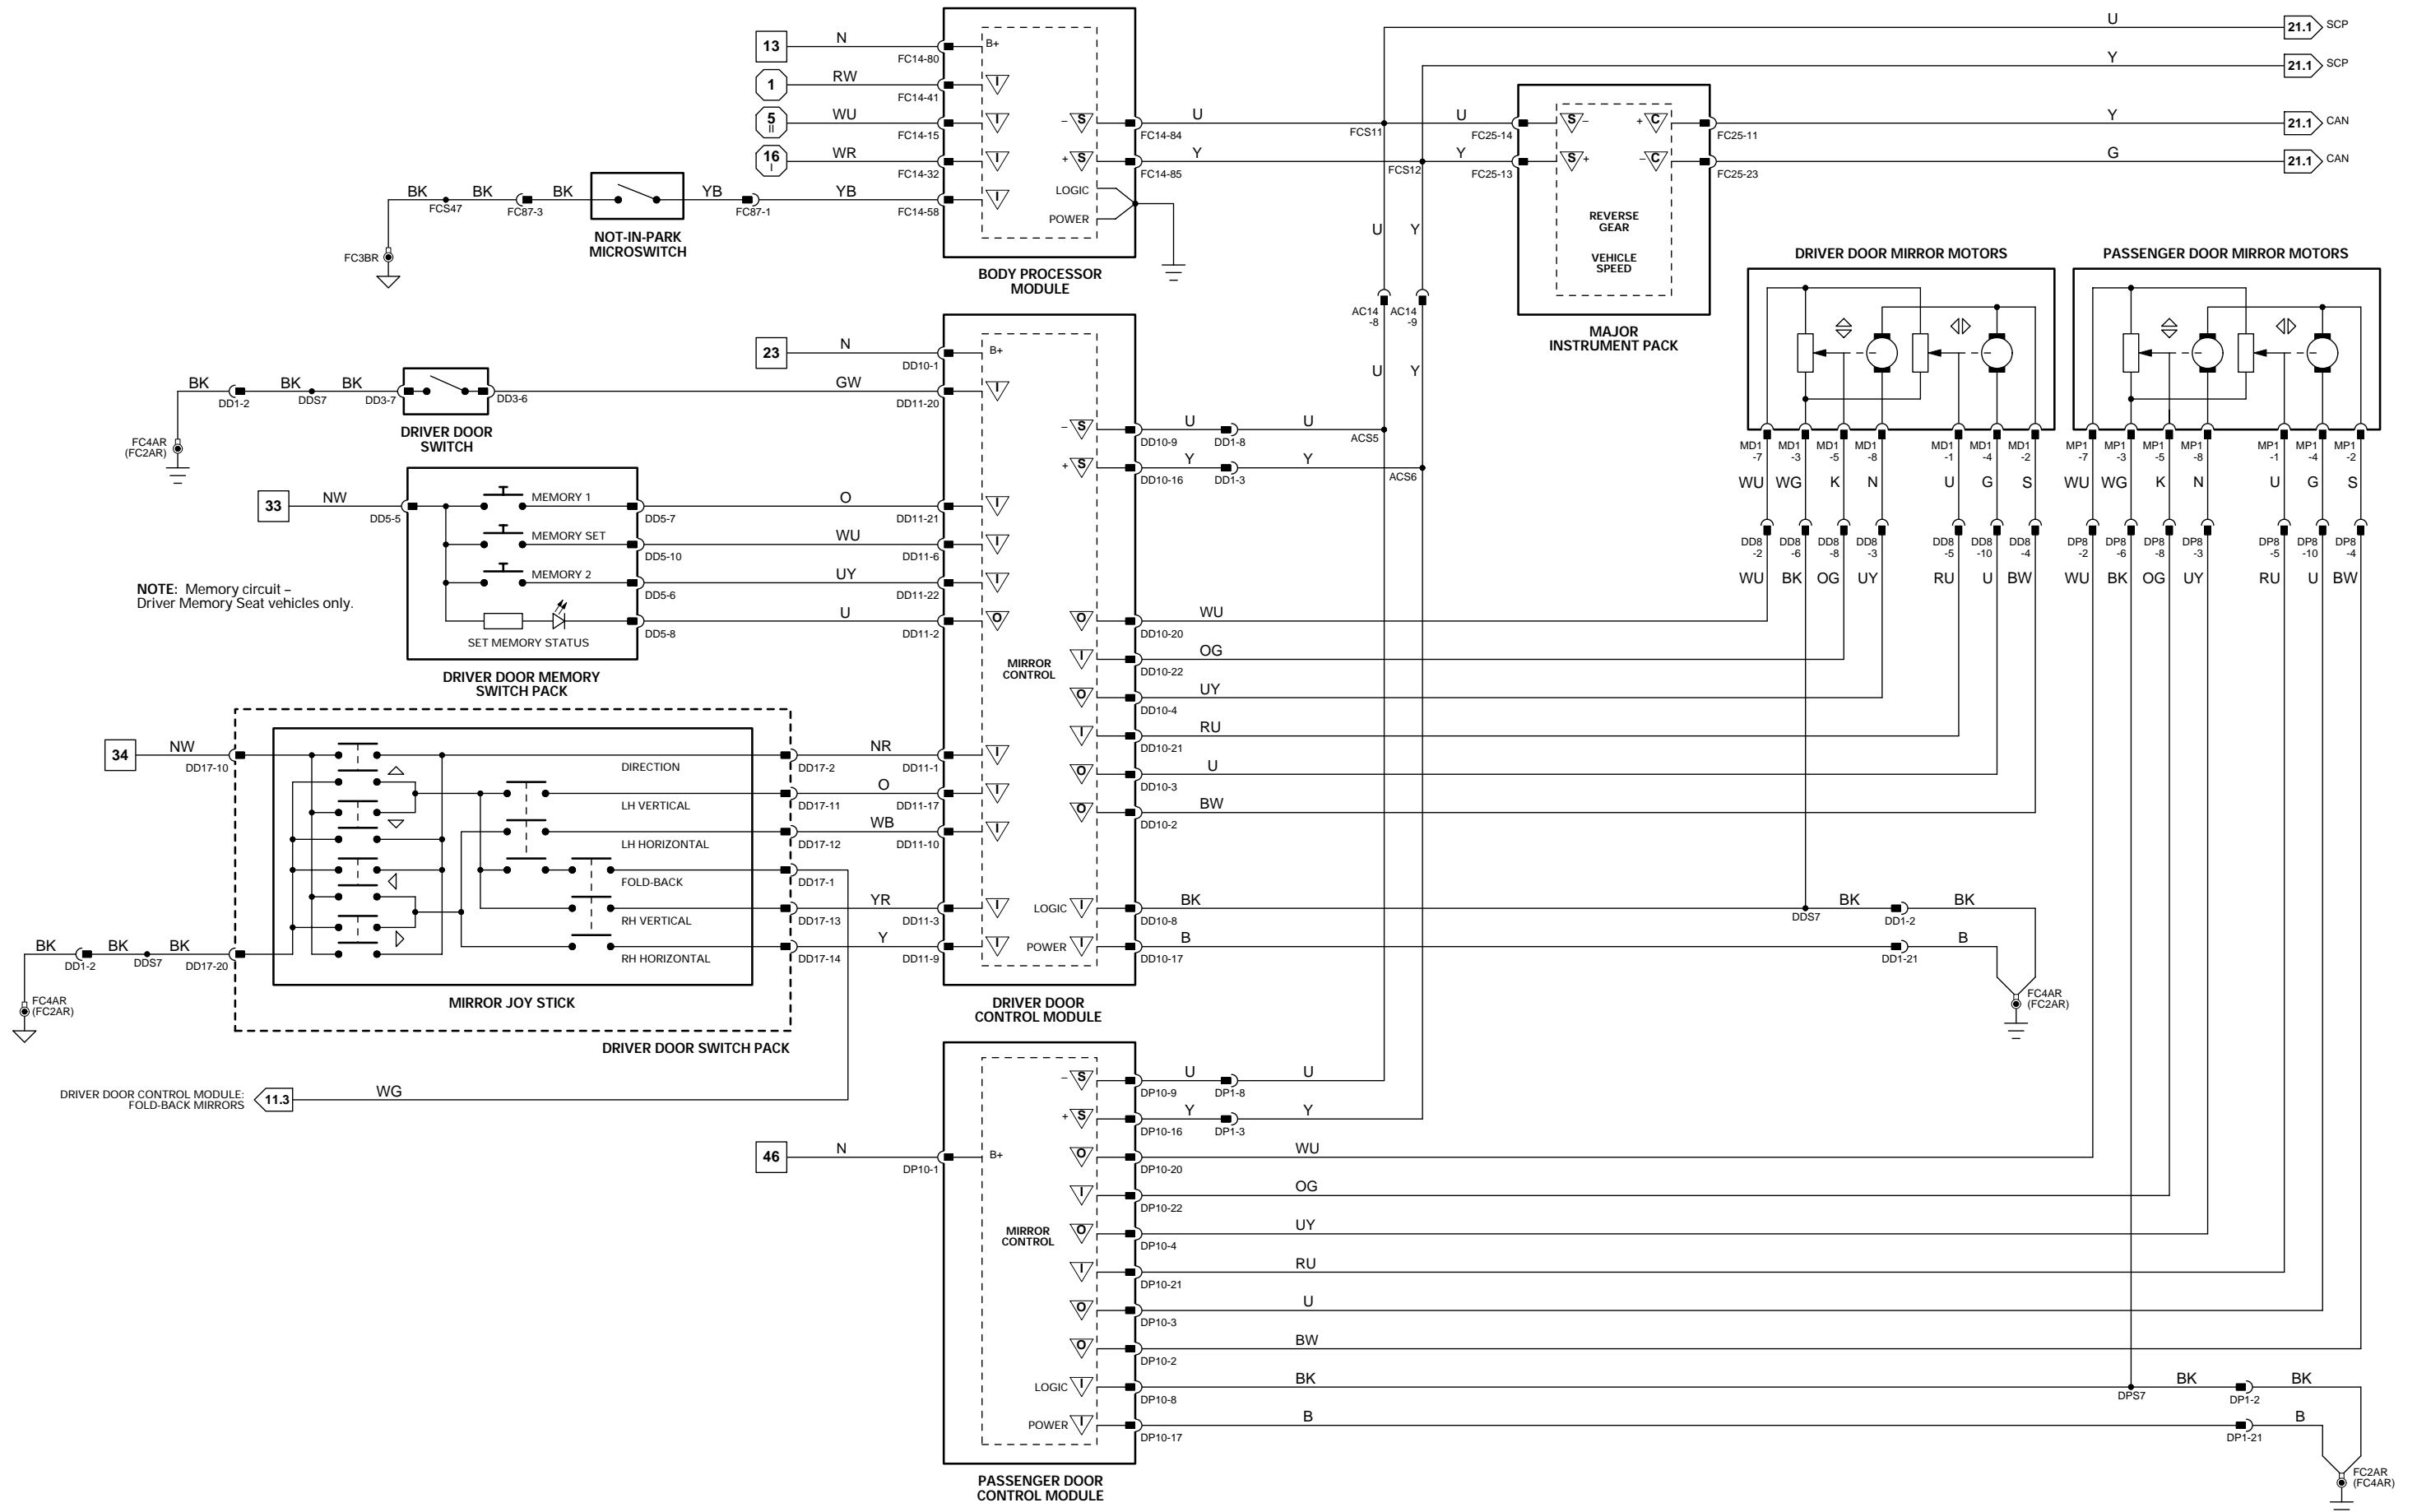 U
21.1 SCP
Y
21.1 SCP
13 N FC14-80 B+
1 RW FC14-41 I
5 II WU FC14-15 I
– S FC14-84 U FCS11 U FC25-14 S –
+ C FC25-11 Y 21.1 CAN
16 I WR FC14-32 I
+ S FC14-85 Y FCS12 Y FC25-13 S +
– C FC25-23 G 21.1 CAN
BK FCS47 BK FC87-3 BK YB FC87-1 YB FC14-58 I
LOGIC
POWER
NOT-IN-PARK
MICROSWITCH
FC3BR
BODY PROCESSOR
MODULE
REVERSE
GEAR
VEHICLE
SPEED
MAJOR
INSTRUMENT PACK
U Y
AC14
-8
AC14
-9
U Y
DRIVER DOOR MIRROR MOTORS
PASSENGER DOOR MIRROR MOTORS
MD1
-7
MD1
-3
MD1
-5
MD1
-8
MD1
-1
MD1
-4
MD1
-2
MP1
-7
MP1
-3
MP1
-5
MP1
-8
MP1
-1
MP1
-4
MP1
-2
WU WG K N U G S
WU WG K N U G S
DD8
-2
DD8
-6
DD8
-8
DD8
-3
DD8
-5
DD8
-10
DD8
-4
DP8
-2
DP8
-6
DP8
-8
DP8
-3
DP8
-5
DP8
-10
DP8
-4
WU BK OG UY RU U BW
WU BK OG UY RU U BW
23 N DD10-1 B+
BK DD1-2 BK DDS7 BK DD3-7 DD3-6 GW DD11-20 I
DRIVER DOOR
SWITCH
FC4AR
(FC2AR)
– S DD10-9 U DD1-8 U ACS5
+ S DD10-16 Y DD1-3 Y ACS6
33 NW DD5-5
MEMORY 1 DD5-7 O DD11-21 I
MEMORY SET DD5-10 WU DD11-6 I
MEMORY 2 DD5-6 UY DD11-22 I
SET MEMORY STATUS DD5-8 U DD11-2 O
NOTE: Memory circuit –
Driver Memory Seat vehicles only.
DRIVER DOOR MEMORY
SWITCH PACK
MIRROR
CONTROL
O DD10-20 WU
I DD10-22 OG
O DD10-4 UY
I DD10-21 RU
O DD10-3 U
O DD10-2 BW
34 NW DD17-10
DIRECTION DD17-2 NR DD11-1 I
LH VERTICAL DD17-11 O DD11-17 I
LH HORIZONTAL DD17-12 WB DD11-10 I
FOLD-BACK DD17-1
RH VERTICAL DD17-13 YR DD11-3 I
RH HORIZONTAL DD17-14 Y DD11-9 I
LOGIC I DD10-8 BK DDS7 BK DD1-2 BK
POWER I DD10-17 B DD1-21 B
FC4AR
(FC2AR)
BK DD1-2 BK DDS7 BK DD17-20
FC4AR
(FC2AR)
MIRROR JOY STICK
DRIVER DOOR SWITCH PACK
DRIVER DOOR
CONTROL MODULE
DRIVER DOOR CONTROL MODULE:
FOLD-BACK MIRRORS
11.3 WG
46 N DP10-1 B+
– S DP10-9 U DP1-8 U
+ S DP10-16 Y DP1-3 Y
O DP10-20 WU
I DP10-22 OG
MIRROR
CONTROL
O DP10-4 UY
I DP10-21 RU
O DP10-3 U
O DP10-2 BW
LOGIC I DP10-8 BK DPS7 BK DP1-2 BK
POWER I DP10-17 B DP1-21 B
FC2AR
(FC4AR)
PASSENGER DOOR
CONTROL MODULE